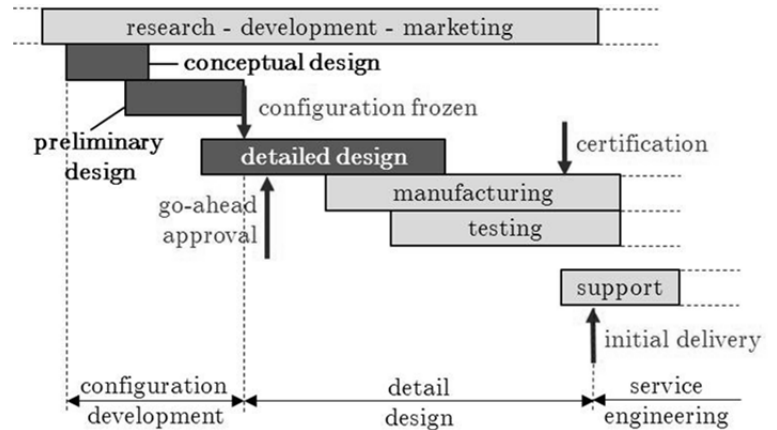 research - development - marketing
conceptual design
configuration frozen
preliminary
design
certification
detailed design
manufacturing
go-ahead
approval
testing
support
initial delivery
configuration
development
detail
design
service
engineering